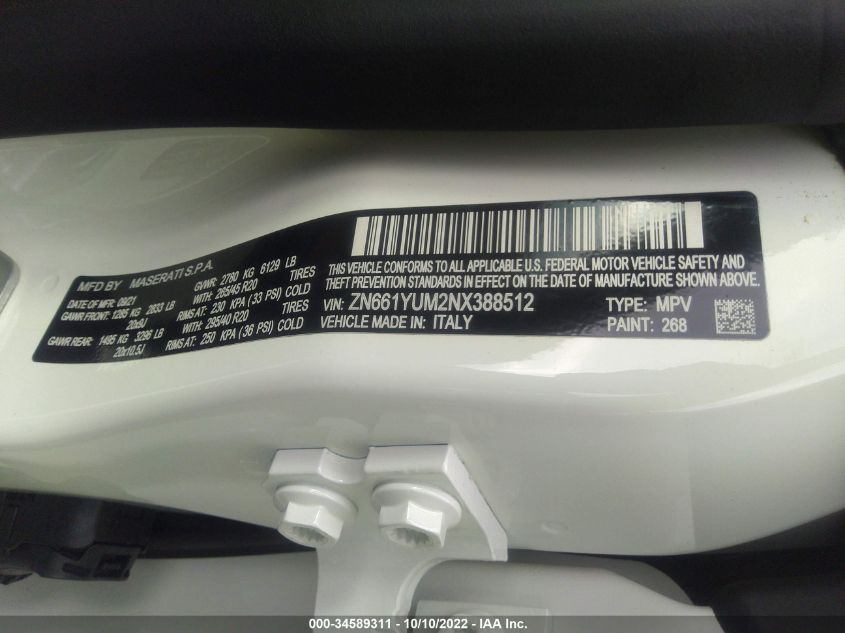 MFD BY MASERATI S.P.A.
DATE OF MFR 09/21 GVWR: 2780 KG 6129 LB
GAWR FRONT: 1285 KG 2833 LB WITH: 265/45 R20 TIRES
20x9J RIMS AT: 230 KPA (33 PSI) COLD
GAWR REAR: 1495 KG 3296 LB WITH: 295/40 R20 TIRES
20x10.5J RIMS AT: 250 KPA (36 PSI) COLD
THIS VEHICLE CONFORMS TO ALL APPLICABLE U.S. FEDERAL MOTOR VEHICLE SAFETY AND
THEFT PREVENTION STANDARDS IN EFFECT ON THE DATE OF MANUFACTURE SHOWN ABOVE
VIN: ZN661YUM2NX388512 TYPE: MPV
VEHICLE MADE IN: ITALY PAINT: 268
000-34589311 - 10/10/2022 - IAA Inc.